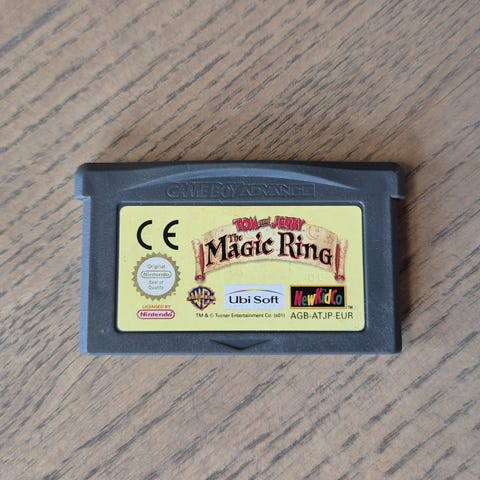 GAME BOY ADVANCE
CE
TOM and JERRY
The
MAGIC RING
Original
Nintendo
Seal of
Quality
LICENSED BY
Nintendo
WB
Ubi Soft
NewKidCo
TM & © Turner Entertainment Co. (s01)
AGB-ATJP-EUR